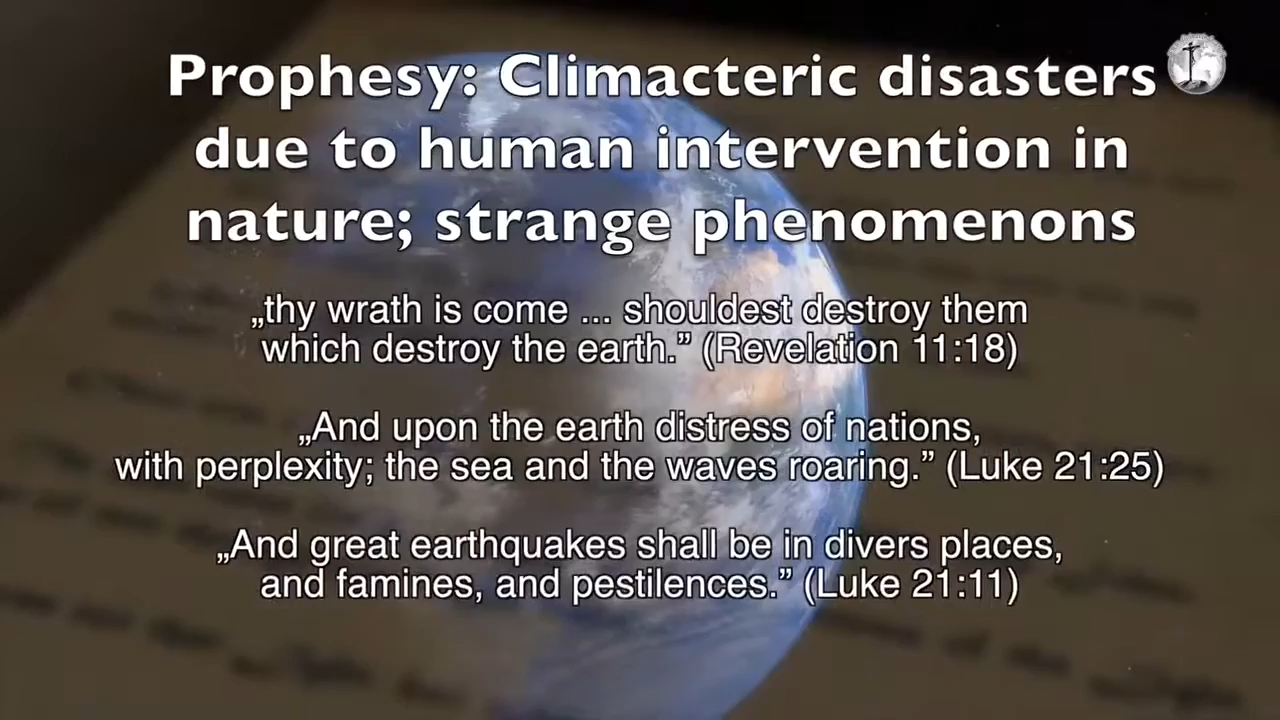 Prophesy: Climacteric disasters
due to human intervention in
nature; strange phenomenons
„thy wrath is come ... shouldest destroy them
which destroy the earth.” (Revelation 11:18)
„And upon the earth distress of nations,
with perplexity; the sea and the waves roaring.” (Luke 21:25)
„And great earthquakes shall be in divers places,
and famines, and pestilences.” (Luke 21:11)